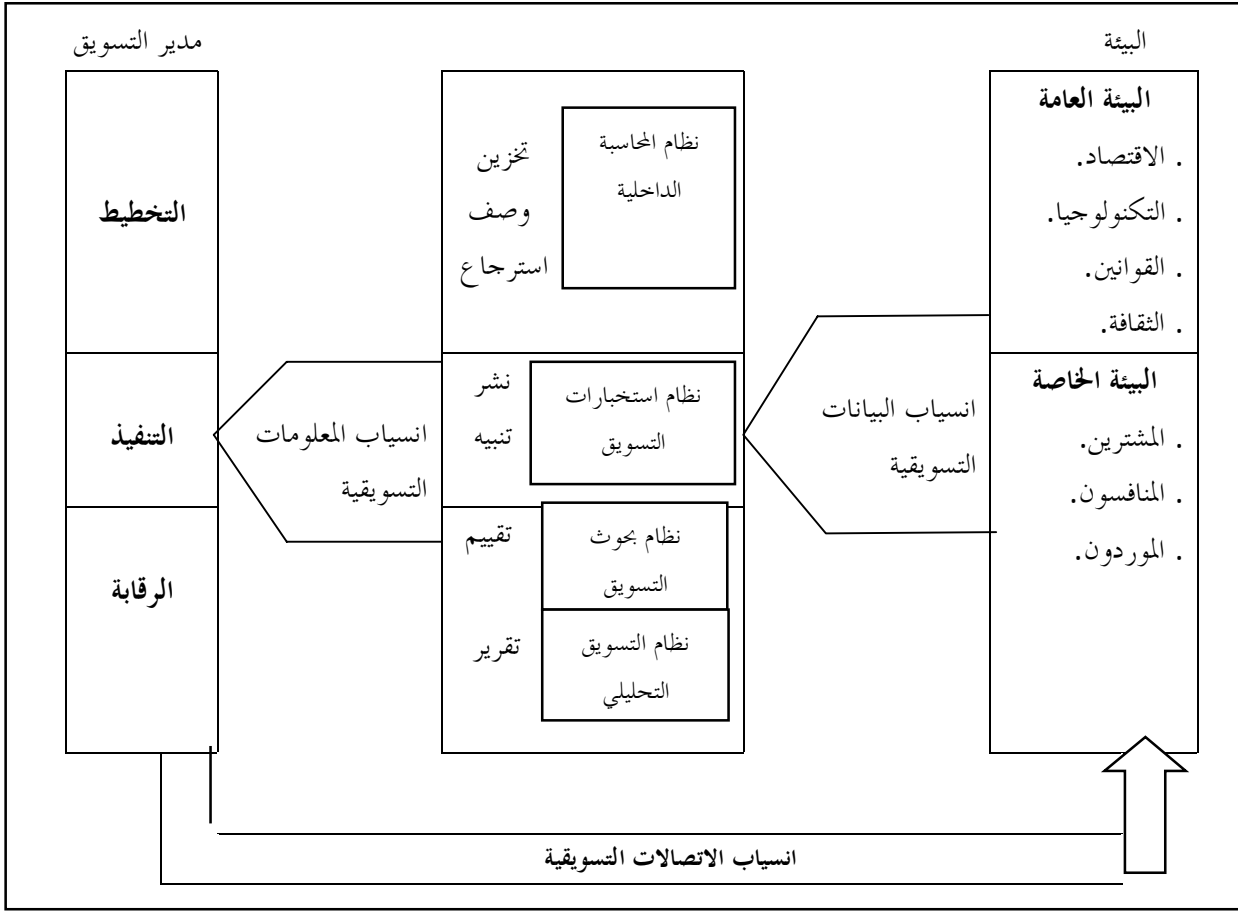 البيئة
البيئة العامة
. الاقتصاد.
. التكنولوجيا.
. القوانين.
. الثقافة.
البيئة الخاصة
. المشترين.
. المنافسون.
. الموردون.
انسياب البيانات
التسويقية
نظام المحاسبة
الداخلية
تخزين
وصف
استرجاع
نظام استخبارات
التسويق
نشر
تنبيه
نظام بحوث
التسويق
تقييم
نظام التسويق
التحليلي
تقرير
انسياب المعلومات
التسويقية
مدير التسويق
التخطيط
التنفيذ
الرقابة
انسياب الاتصالات التسويقية